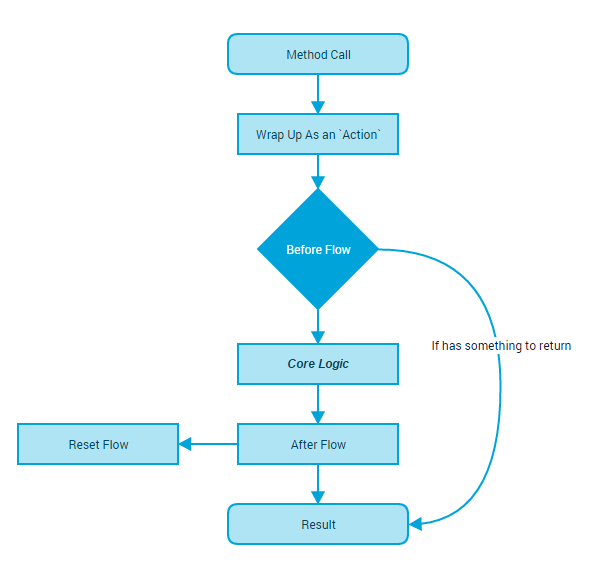 Method Call
Wrap Up As an `Action`
Before Flow
If has something to return
Core Logic
Reset Flow
After Flow
Result